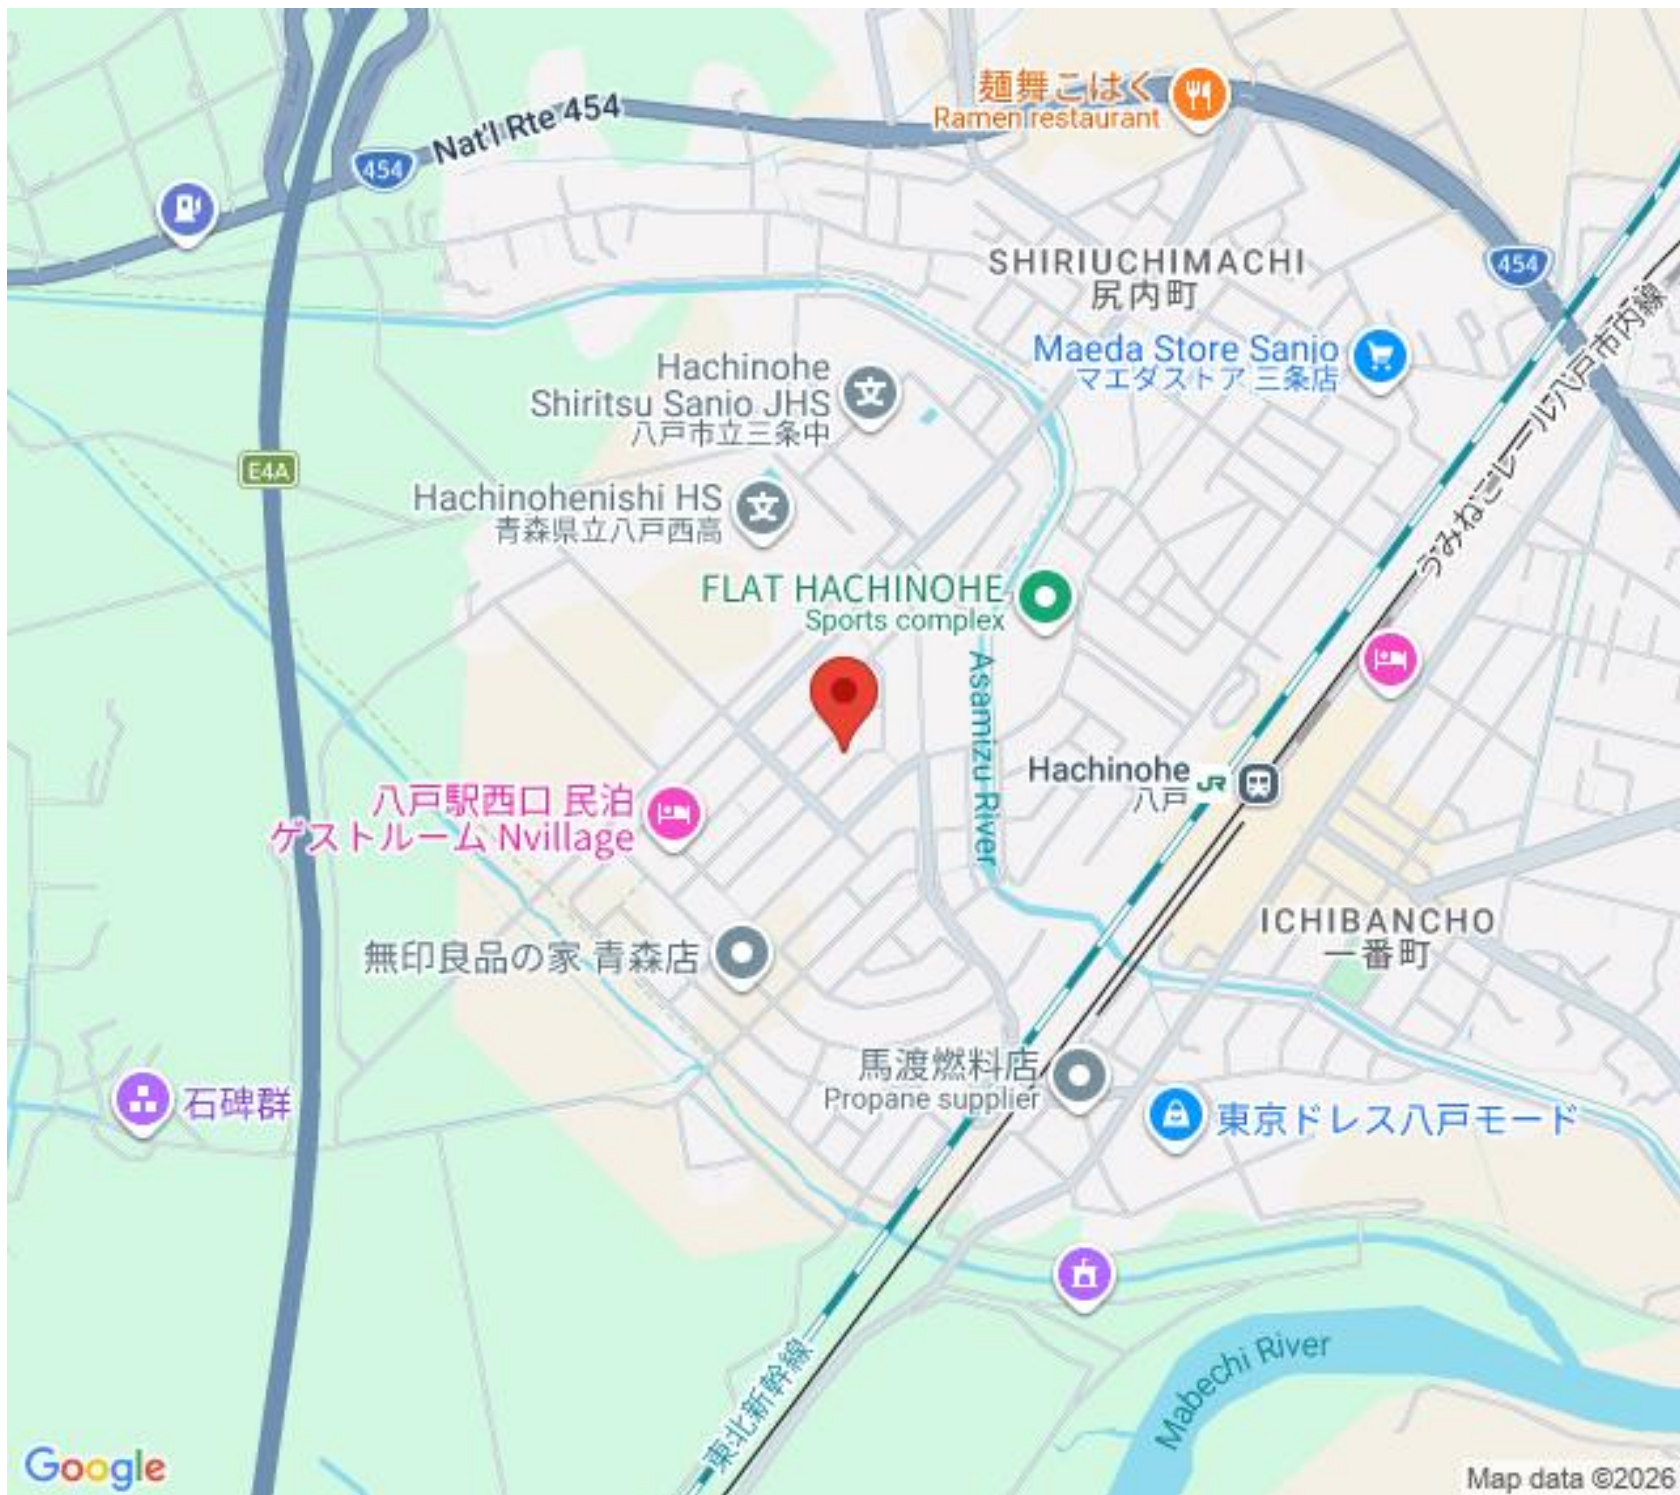 麺舞こはく
Ramen restaurant
Nat'l Rte 454
454
SHIRIUCHIMACHI
尻内町
454
Maeda Store Sanjo
マエダストア 三条店
うみねこレール八戸市内線
Hachinohe
Shiritsu Sanjo JHS
八戸市立三条中
E4A
Hachinohenishi HS
青森県立八戸西高
FLAT HACHINOHE
Sports complex
Asamizu River
Hachinohe
八戸
JR
八戸駅西口 民泊
ゲストルーム Nvillage
ICHIBANCHO
一番町
無印良品の家 青森店
馬渡燃料店
Propane supplier
石碑群
東京ドレス八戸モード
東北新幹線
Mabechi River
Google
Map data ©2026